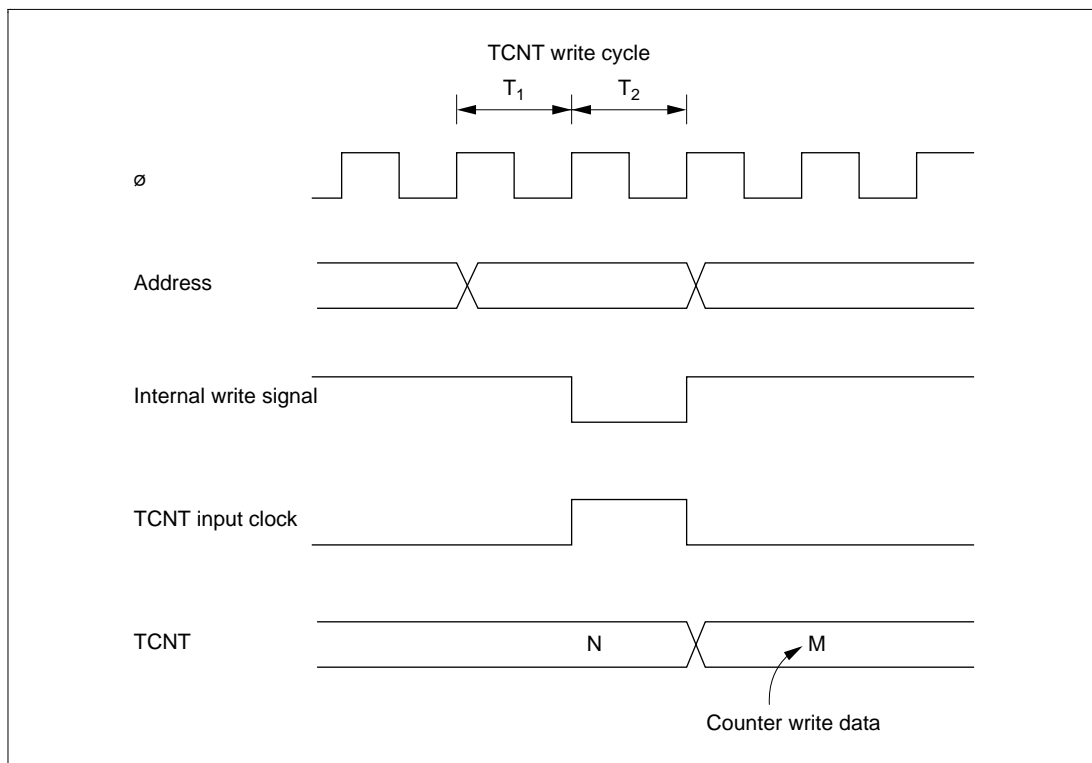 TCNT write cycle
T1 T2
ø
Address
Internal write signal
TCNT input clock
TCNT N M
Counter write data